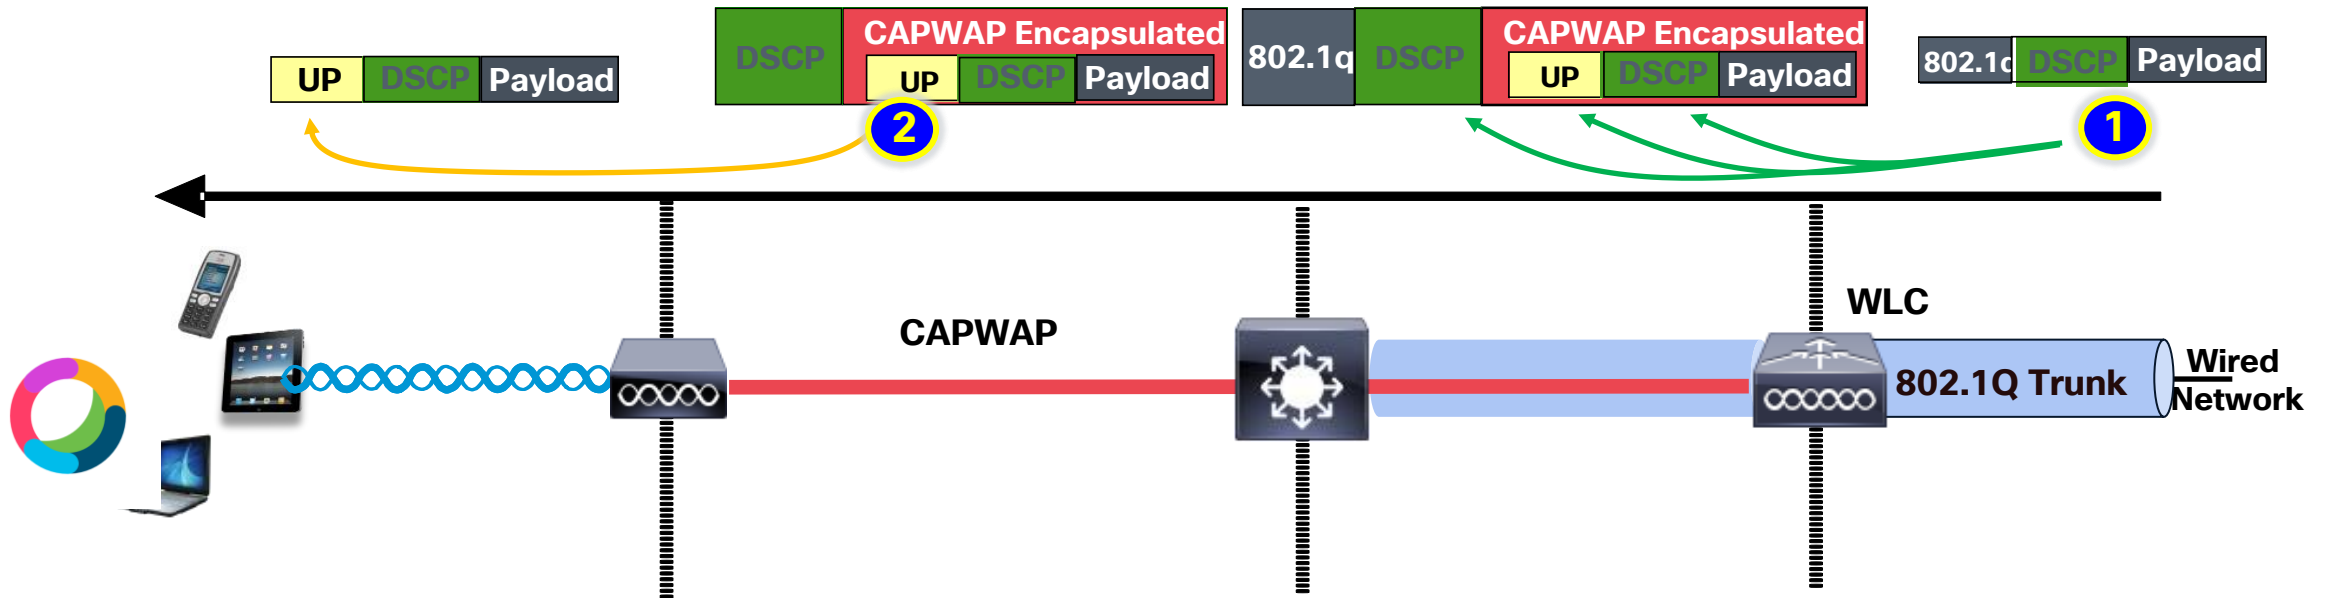 UP DSCP Payload
DSCP
CAPWAP Encapsulated
UP DSCP Payload
802.1q DSCP
CAPWAP Encapsulated
UP DSCP Payload
802.1q DSCP Payload
2
1
WLC
CAPWAP
802.1Q Trunk
Wired
Network